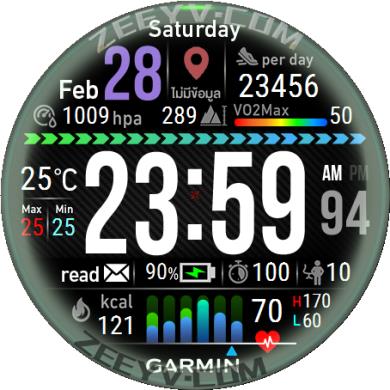 ZEEYV.COM
Saturday
Feb 28
ไม่มีข้อมูล
per day
23456
1009 hpa
289
VO2Max
50
25°C
Max Min
25 25
23:59
AM PM
94
read
90%
100
10
kcal
121
70
H170
L60
GARMIN
ZEEYV.COM